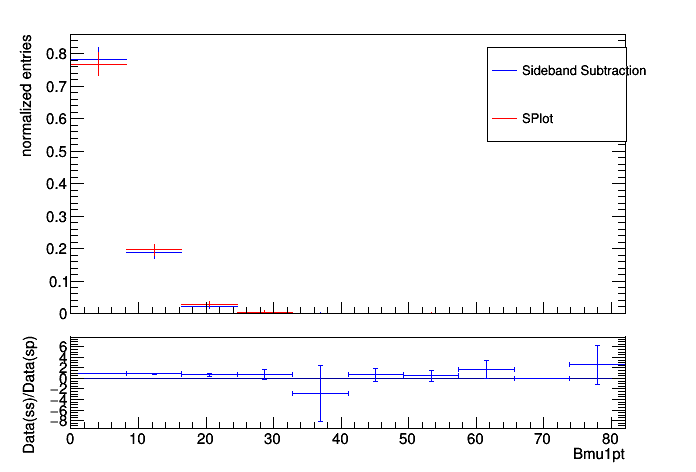 normalized entries
0.8
0.7
0.6
0.5
0.4
0.3
0.2
0.1
0
Sideband Subtraction
SPlot
Data(ss)/Data(sp)
6
4
2
0
−2
−4
−6
−8
0 10 20 30 40 50 60 70 80
Bmu1pt